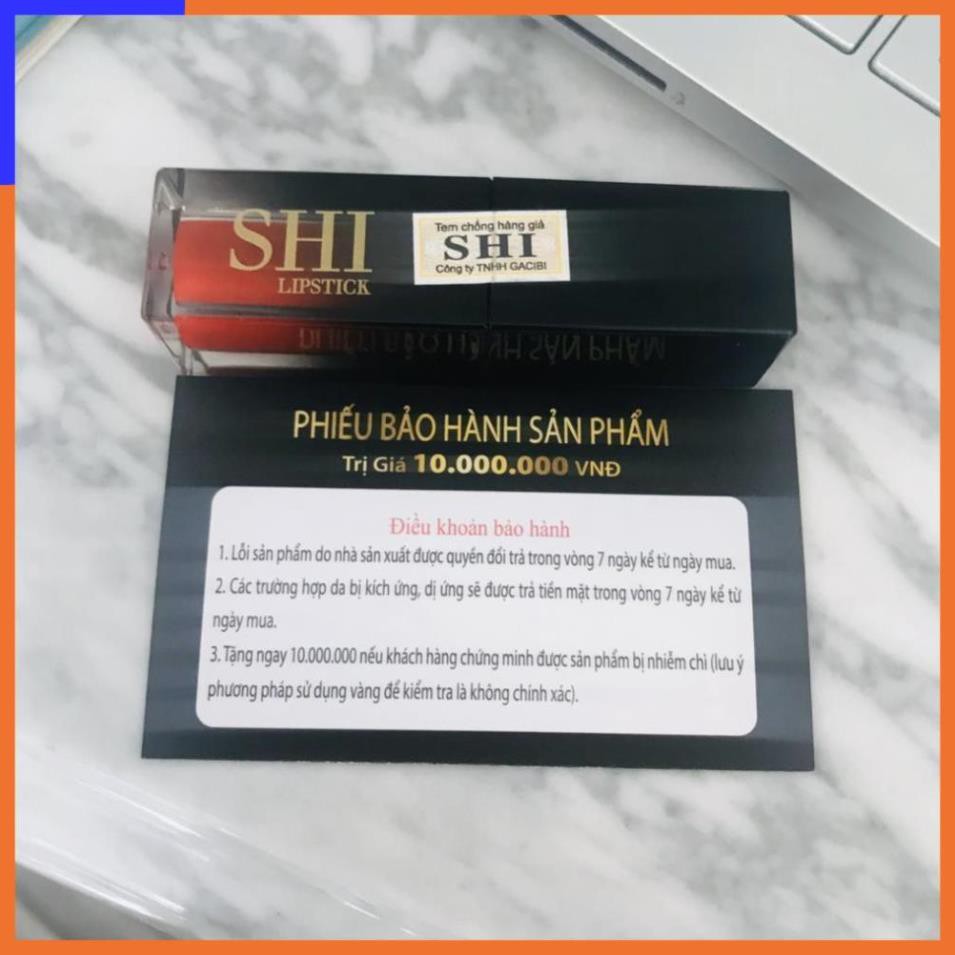 SHI
LIPSTICK
Tem chống hàng giả
SHI
Công ty TNHH GACIBI
PHIẾU BẢO HÀNH SẢN PHẨM
PHIẾU BẢO HÀNH SẢN PHẨM
Trị Giá 10.000.000 VNĐ
Điều khoản bảo hành
1. Lỗi sản phẩm do nhà sản xuất được quyền đổi trả trong vòng 7 ngày kể từ ngày mua.
2. Các trường hợp da bị kích ứng, dị ứng sẽ được trả tiền mặt trong vòng 7 ngày kể từ
ngày mua.
3. Tặng ngay 10.000.000 nếu khách hàng chứng minh được sản phẩm bị nhiễm chì (lưu ý
phương pháp sử dụng vàng để kiểm tra là không chính xác).